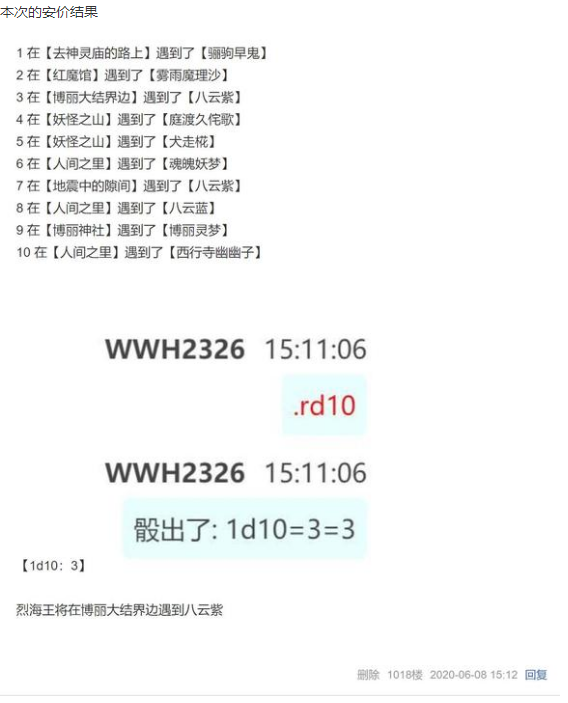 本次的安价结果
1 在【去神灵庙的路上】遇到了【骊驹早鬼】
2 在【红魔馆】遇到了【雾雨魔理沙】
3 在【博丽大结界边】遇到了【八云紫】
4 在【妖怪之山】遇到了【庭渡久侘歌】
5 在【妖怪之山】遇到了【犬走椛】
6 在【人间之里】遇到了【魂魄妖梦】
7 在【地震中的隙间】遇到了【八云紫】
8 在【人间之里】遇到了【八云蓝】
9 在【博丽神社】遇到了【博丽灵梦】
10 在【人间之里】遇到了【西行寺幽幽子】
WWH2326 15:11:06
.rd10
WWH2326 15:11:06
骰出了: 1d10=3=3
【1d10：3】
烈海王将在博丽大结界边遇到八云紫
删除 1018楼 2020-06-08 15:12 回复